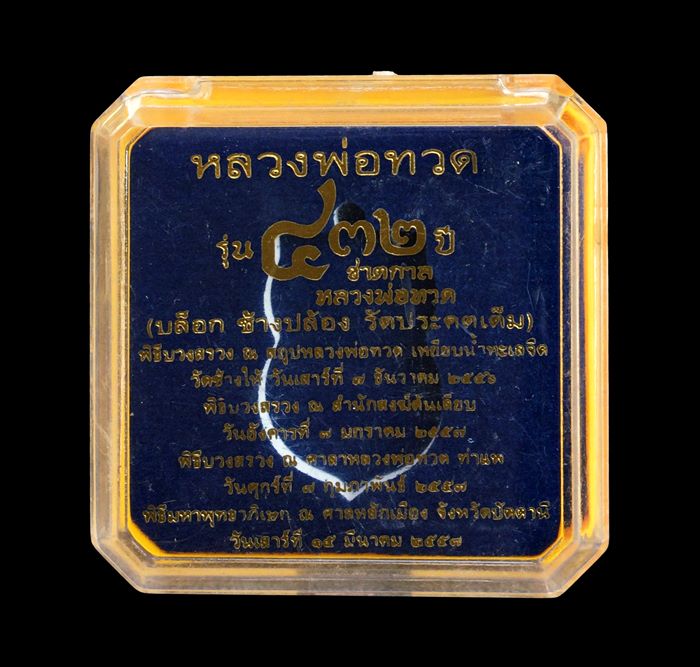 หลวงพ่อทวด
รุ่น ๔๓๒ ปี
ชาตกาล
หลวงพ่อทวด
(บล็อก ช้างปล้อง รัดประคตเต็ม)
พิธีบวงสรวง ณ สถูปหลวงพ่อทวด เหยียบน้ำทะเลจืด
วัดช้างให้ วันเสาร์ที่ ๗ ธันวาคม ๒๕๕๖
พิธีบวงสรวง ณ สำนักสงฆ์ต้นเลียบ
วันอังคารที่ ๗ มกราคม ๒๕๕๗
พิธีบวงสรวง ณ ศาลาหลวงพ่อทวด ท่าแพ
วันศุกร์ที่ ๗ กุมภาพันธ์ ๒๕๕๗
พิธีมหาพุทธาภิเษก ณ ศาลหลักเมือง จังหวัดปัตตานี
วันเสาร์ที่ ๑๕ มีนาคม ๒๕๕๗